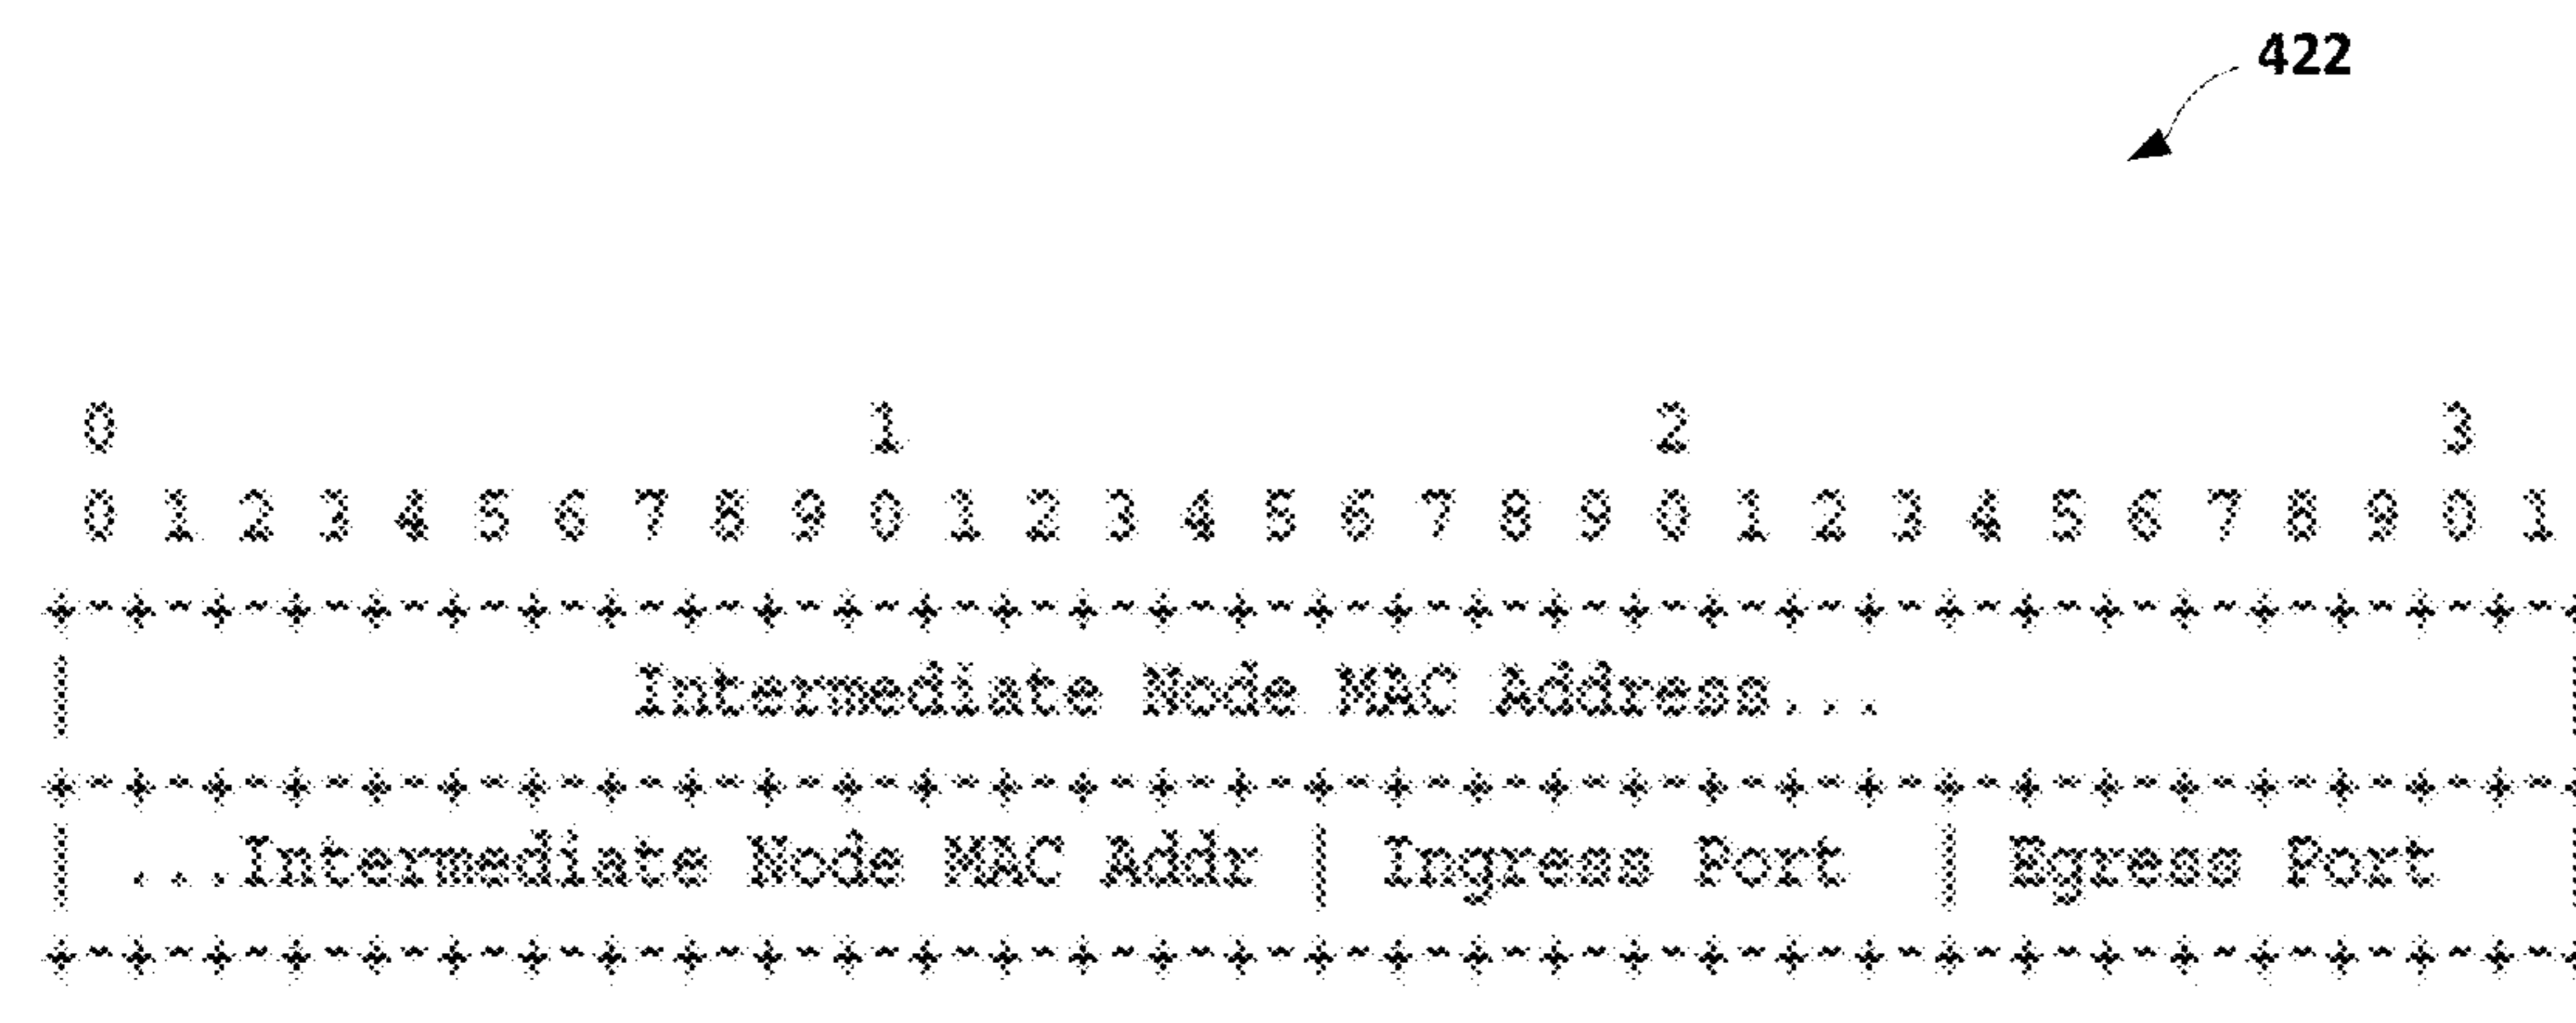 422
0 1 2 3
0 1 2 3 4 5 6 7 8 9 0 1 2 3 4 5 6 7 8 9 0 1 2 3 4 5 6 7 8 9 0 1
+-+-+-+-+-+-+-+-+-+-+-+-+-+-+-+-+-+-+-+-+-+-+-+-+-+-+-+-+-+-+-+-+
| Intermediate Node MAC Address... |
+-+-+-+-+-+-+-+-+-+-+-+-+-+-+-+-+-+-+-+-+-+-+-+-+-+-+-+-+-+-+-+-+
| ...Intermediate Node MAC Addr | Ingress Port | Egress Port |
+-+-+-+-+-+-+-+-+-+-+-+-+-+-+-+-+-+-+-+-+-+-+-+-+-+-+-+-+-+-+-+-+